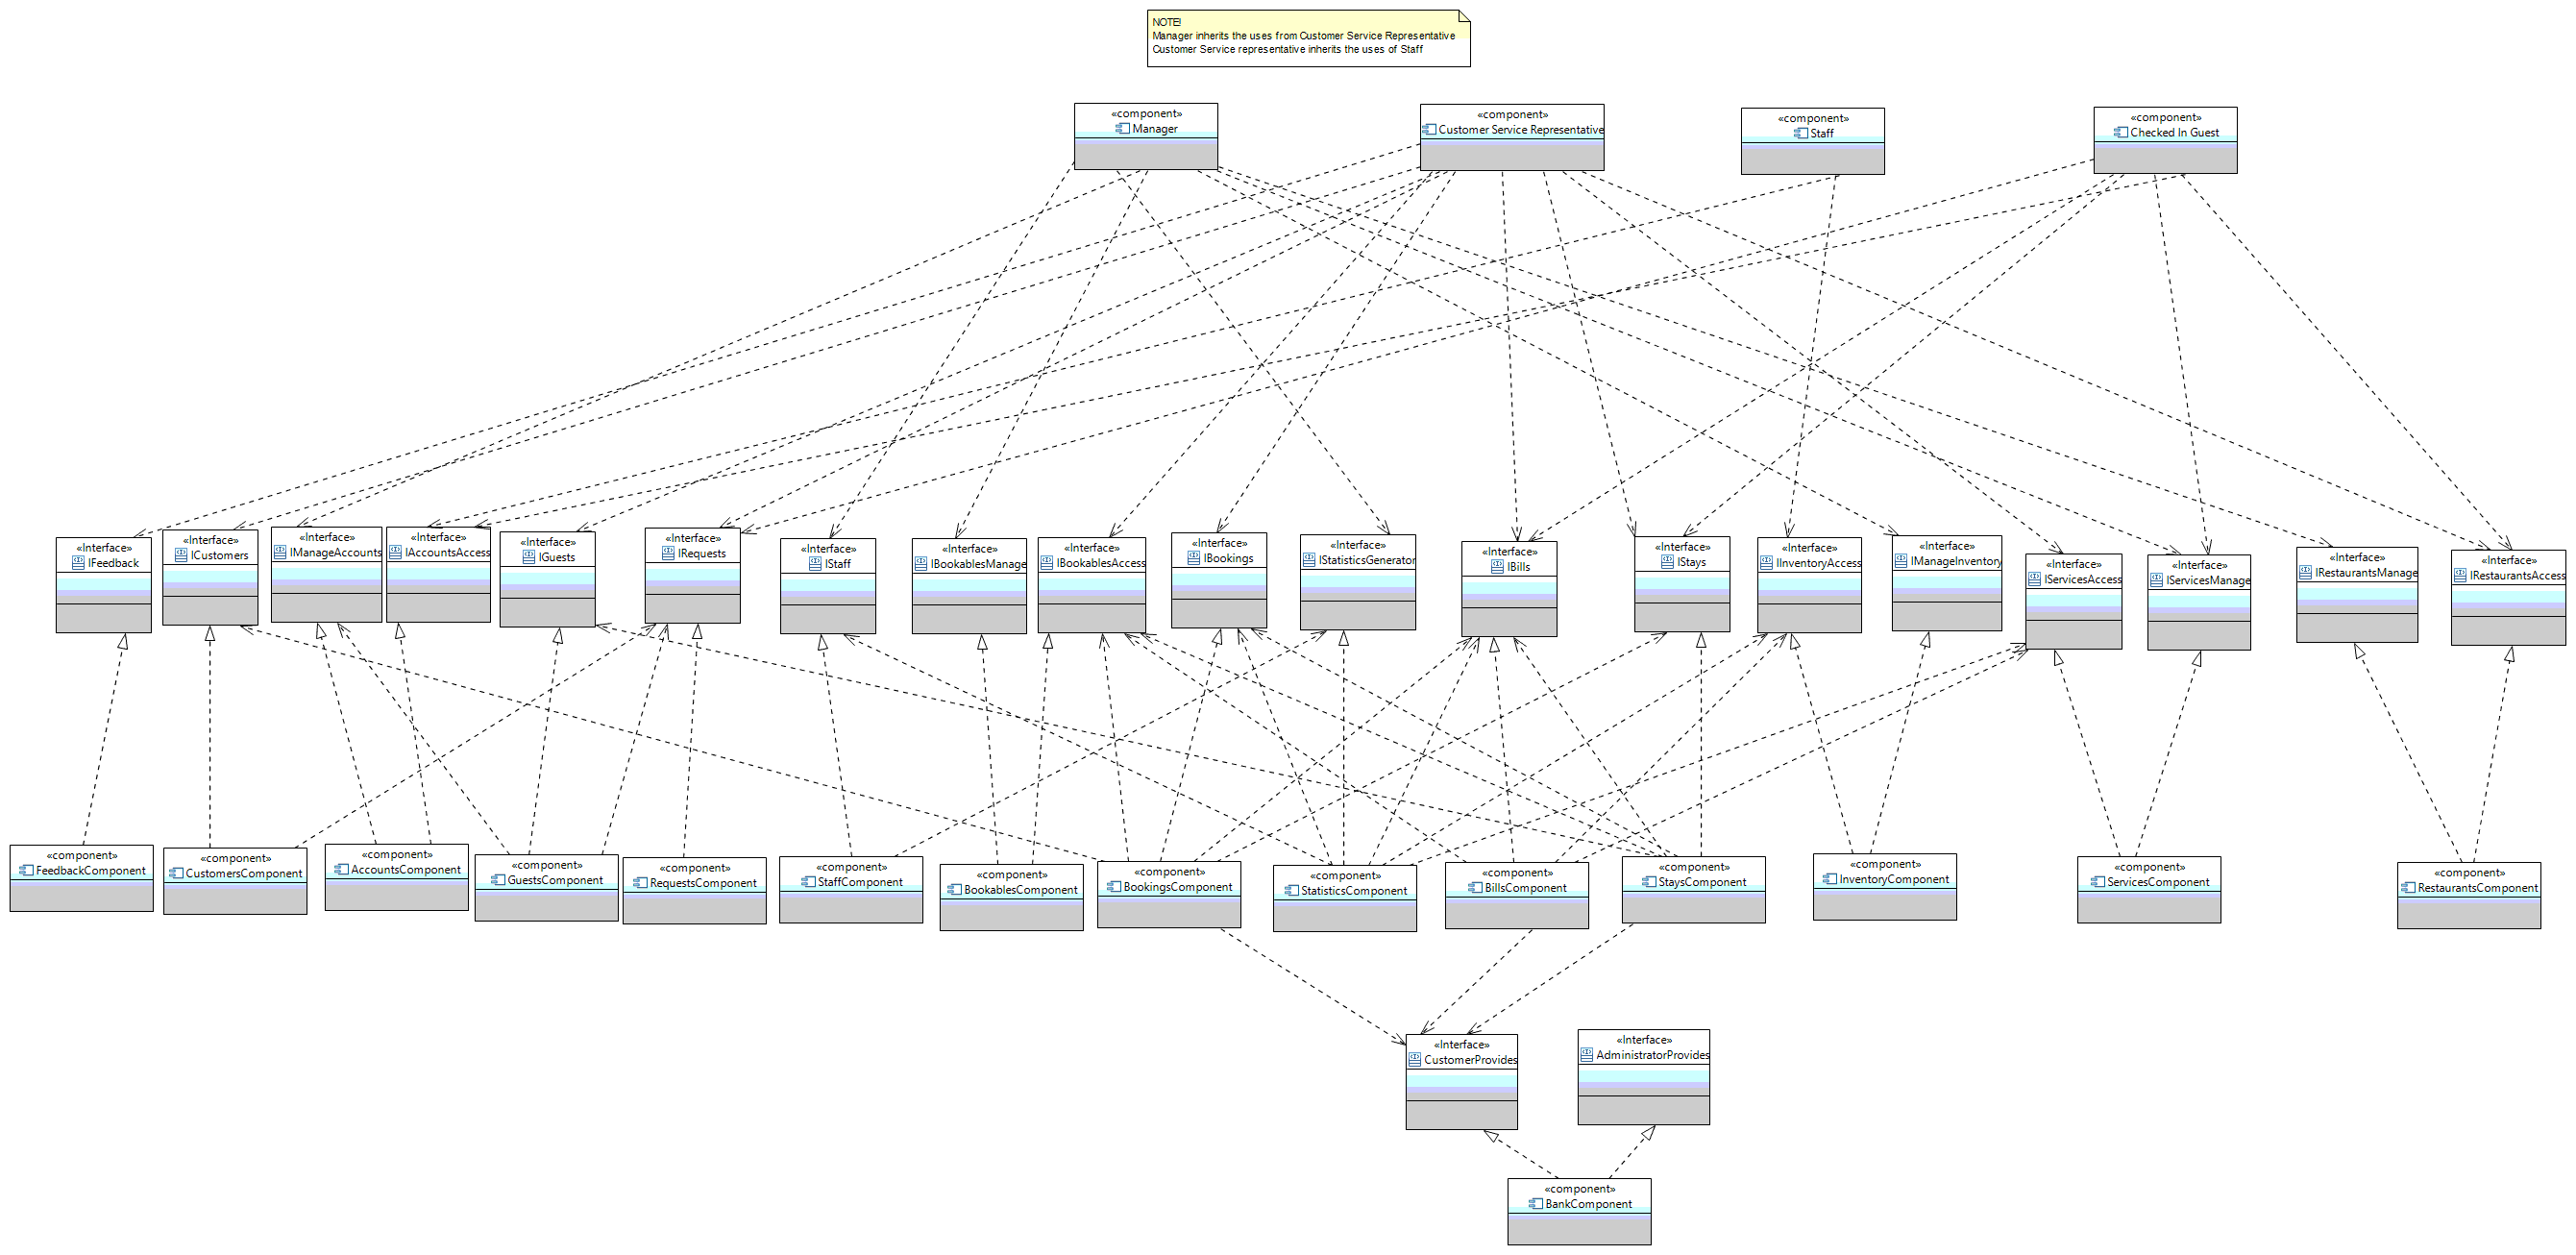 NOTE!
Manager inherits the uses from Customer Service Representative
Customer Service representative inherits the uses of Staff
«component»
Manager
«component»
Customer Service Representative
«component»
Staff
«component»
Checked In Guest
«Interface»
IFeedback
«Interface»
ICustomers
«Interface»
IManageAccounts
«Interface»
IAccountsAccess
«Interface»
IGuests
«Interface»
IRequests
«Interface»
IStaff
«Interface»
IBookablesManage
«Interface»
IBookablesAccess
«Interface»
IBookings
«Interface»
IStatisticsGenerator
«Interface»
IBills
«Interface»
IStays
«Interface»
IInventoryAccess
«Interface»
IManageInventory
«Interface»
IServicesAccess
«Interface»
IServicesManage
«Interface»
IRestaurantsManage
«Interface»
IRestaurantsAccess
«component»
FeedbackComponent
«component»
CustomersComponent
«component»
AccountsComponent
«component»
GuestsComponent
«component»
RequestsComponent
«component»
StaffComponent
«component»
BookablesComponent
«component»
BookingsComponent
«component»
StatisticsComponent
«component»
BillsComponent
«component»
StaysComponent
«component»
InventoryComponent
«component»
ServicesComponent
«component»
RestaurantsComponent
«Interface»
CustomerProvides
«Interface»
AdministratorProvides
«component»
BankComponent